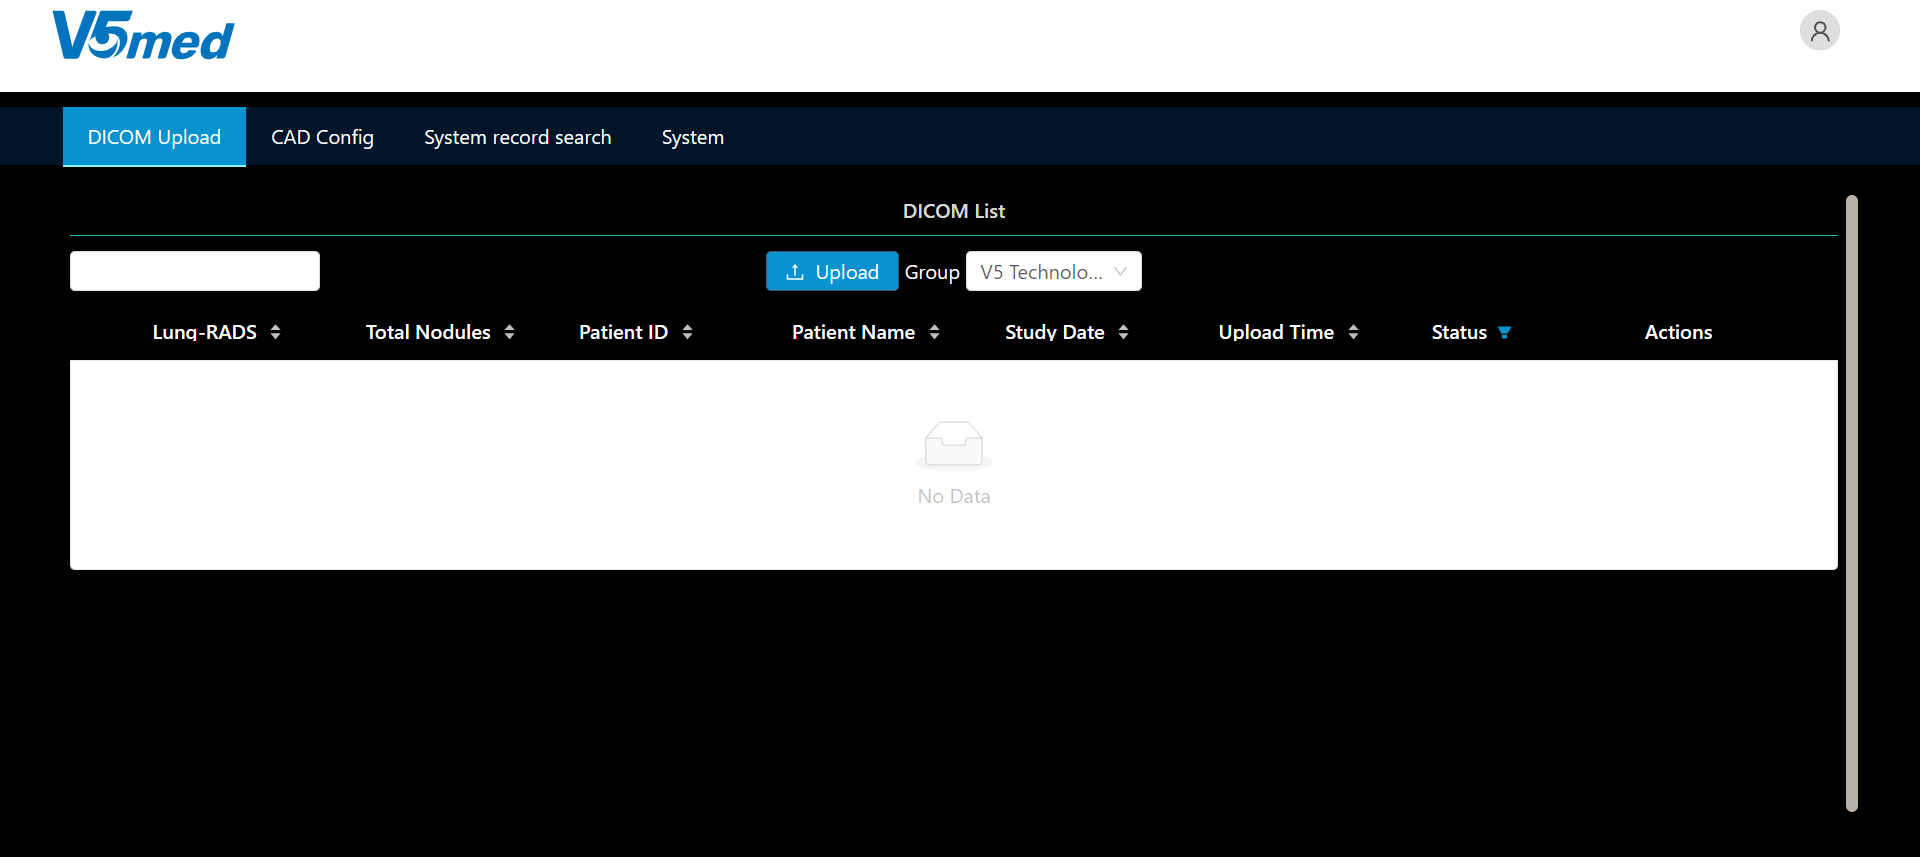 V5med
DICOM Upload CAD Config System record search System
DICOM List
Upload Group V5 Technolo...
Lung-RADS Total Nodules Patient ID Patient Name Study Date Upload Time Status Actions
No Data